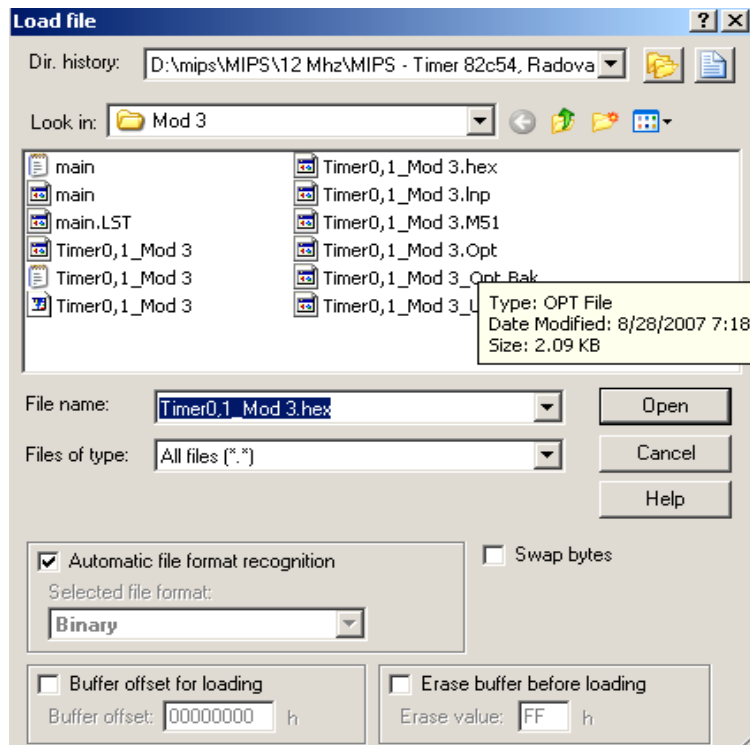 Load file
Dir. history: D:\mips\MIPS\12 Mhz\MIPS - Timer 82c54, Radova
Look in: Mod 3
main
main
main.LST
Timer0,1_Mod 3
Timer0,1_Mod 3
Timer0,1_Mod 3
Timer0,1_Mod 3.hex
Timer0,1_Mod 3.lnp
Timer0,1_Mod 3.M51
Timer0,1_Mod 3.Opt
Timer0,1_Mod 3_Opt.Bak
Timer0,1_Mod 3_U
Type: OPT File
Date Modified: 8/28/2007 7:18
Size: 2.09 KB
File name: Timer0,1_Mod 3.hex Open
Files of type: All files (*.*) Cancel
Help
Automatic file format recognition Swap bytes
Selected file format:
Binary
Buffer offset for loading Erase buffer before loading
Buffer offset: 00000000 h Erase value: FF h